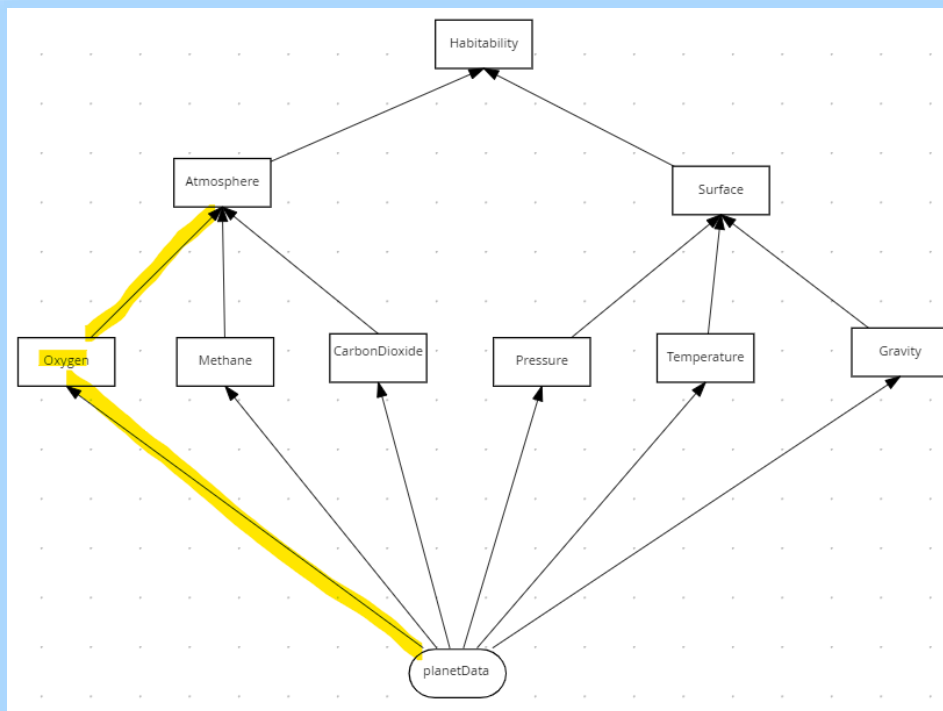 Habitability
Atmosphere
Surface
Oxygen
Methane
CarbonDioxide
Pressure
Temperature
Gravity
planetData